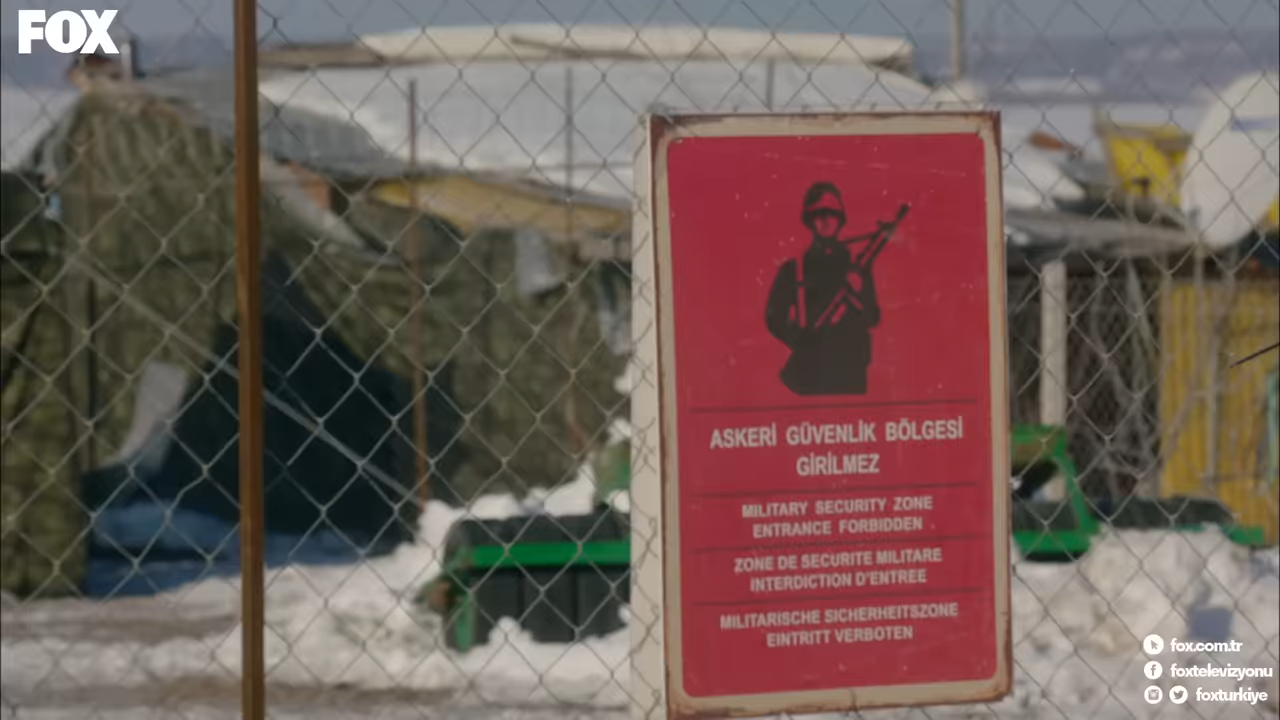 FOX
ASKERİ GÜVENLİK BÖLGESİ
GİRİLMEZ
MILITARY SECURITY ZONE
ENTRANCE FORBIDDEN
ZONE DE SECURITE MILITAIRE
INTERDICTION D'ENTREE
MILITARISCHE SICHERHEITSZONE
EINTRITT VERBOTEN
fox.com.tr
foxtelevizyonu
foxturkiye